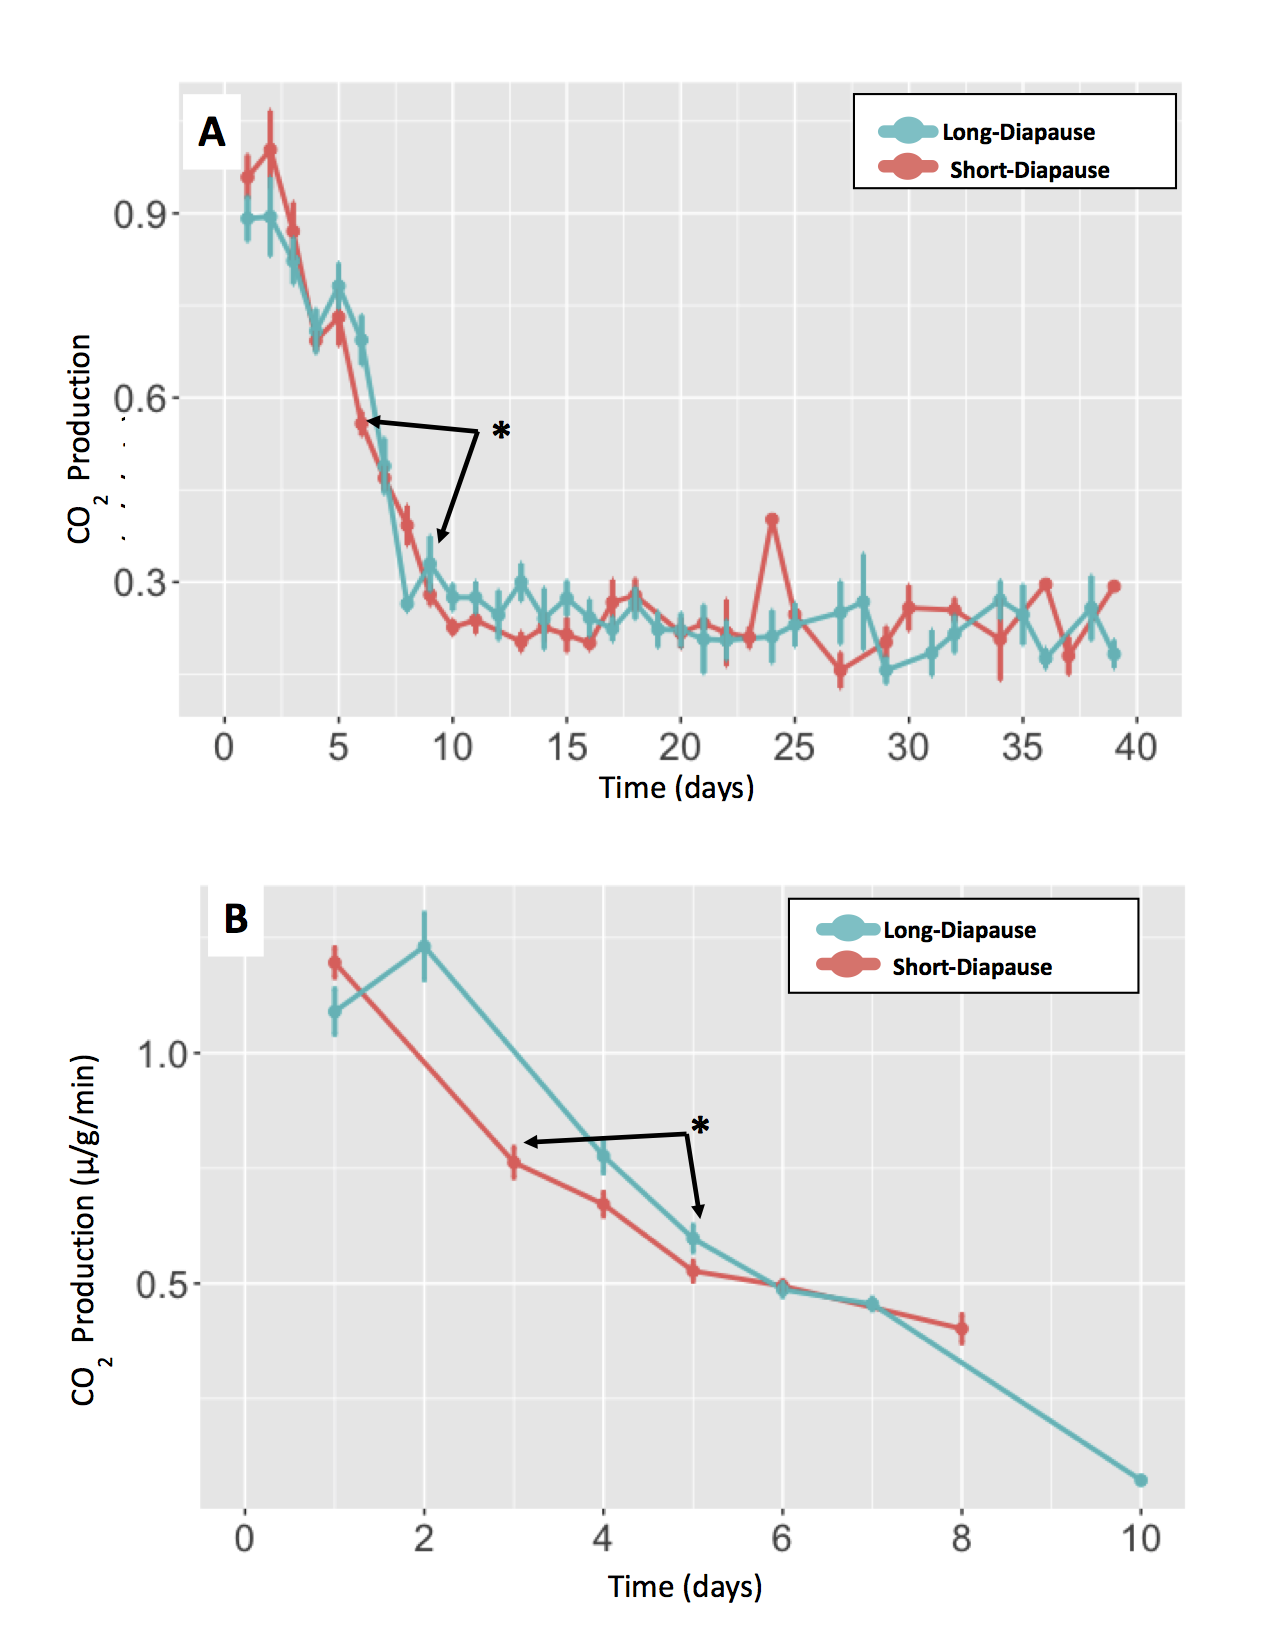 A
Long-Diapause
Short-Diapause
0.9
0.6
0.3
CO2 Production
*
0 5 10 15 20 25 30 35 40
Time (days)
B
Long-Diapause
Short-Diapause
1.0
0.5
CO2 Production (µ/g/min)
*
0 2 4 6 8 10
Time (days)